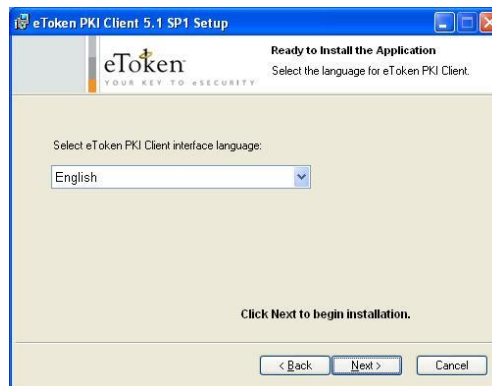 eToken PKI Client 5.1 SP1 Setup
Ready to Install the Application
Select the language for eToken PKI Client.
eToken
YOUR KEY TO eSECURITY
Select eToken PKI Client interface language:
English
Click Next to begin installation.
< Back
Next >
Cancel